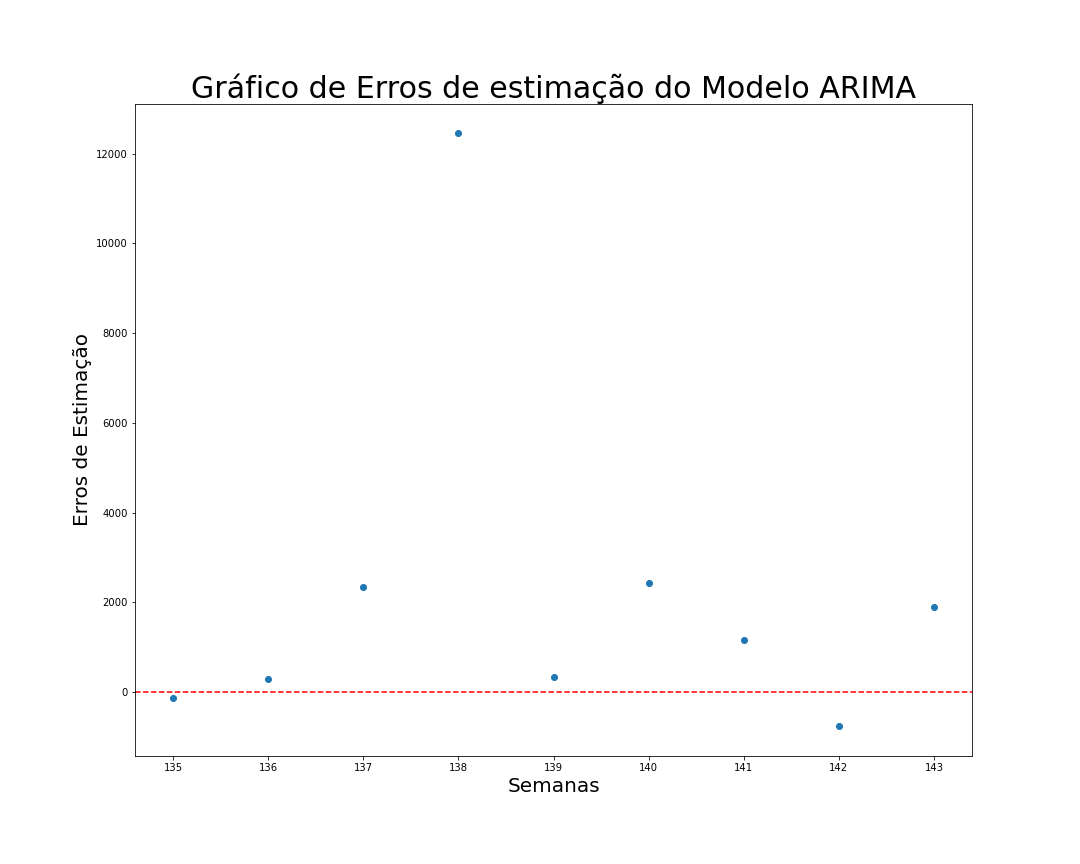 Gráfico de Erros de estimação do Modelo ARIMA
12000
10000
8000
6000
4000
2000
0
Erros de Estimação
135 136 137 138 139 140 141 142 143
Semanas